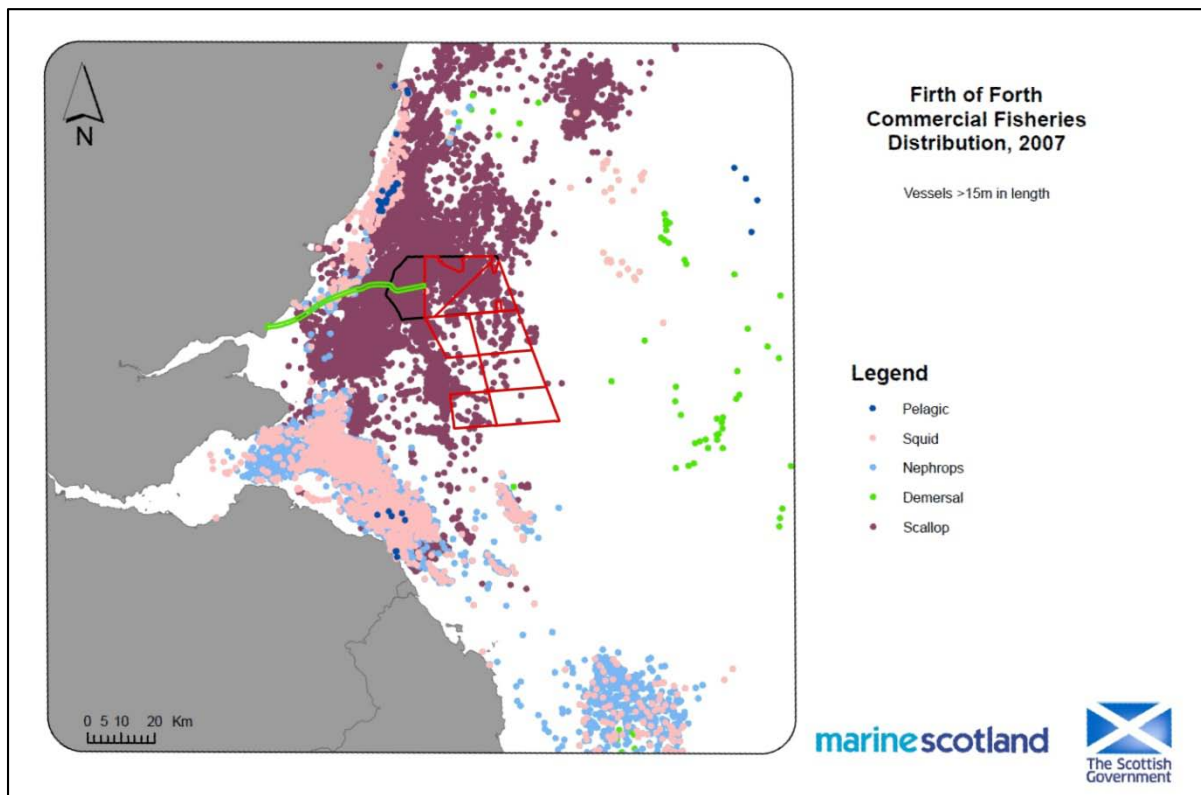 Firth of Forth
Commercial Fisheries
Distribution, 2007
Vessels >15m in length
N
Legend
Pelagic
Squid
Nephrops
Demersal
Scallop
0 5 10 20 Km
marinescotland
The Scottish
Government